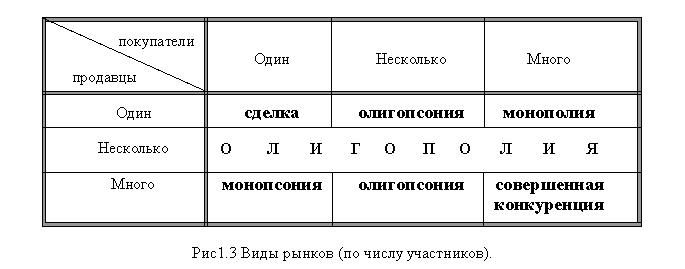 покупатели
продавцы
Один Несколько Много
Один сделка олигопсония монополия
Несколько О Л И Г О П О Л И Я
Много монопсония олигопсония совершенная
конкуренция
Рис1.3 Виды рынков (по числу участников).